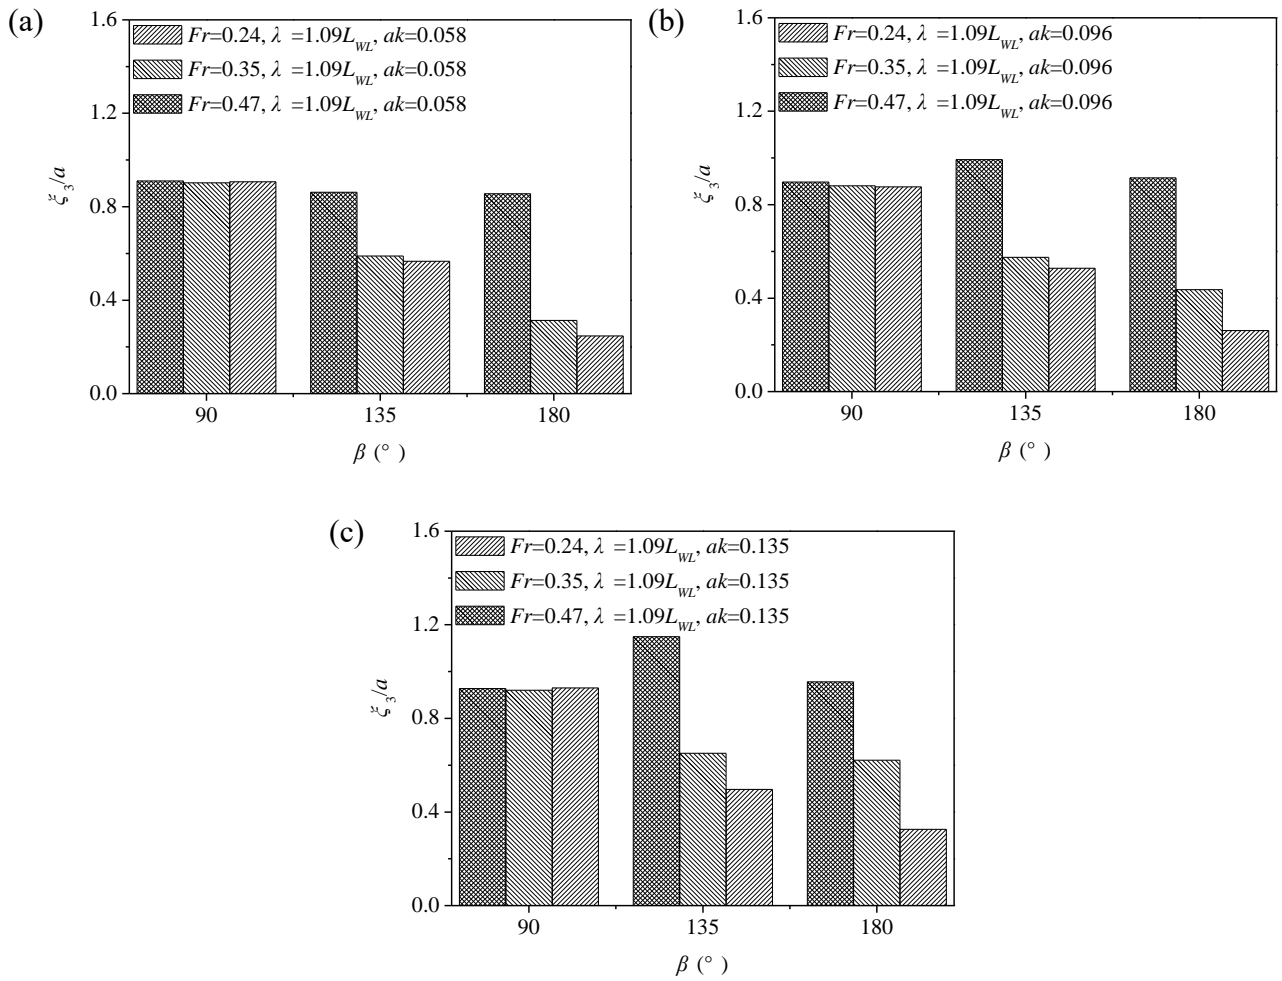 (a)
1.6
1.2
0.8
0.4
0.0
ξ₃/a
Fr=0.24, λ =1.09L_WL, ak=0.058
Fr=0.35, λ =1.09L_WL, ak=0.058
Fr=0.47, λ =1.09L_WL, ak=0.058
90 135 180
β (° )
(b)
1.6
1.2
0.8
0.4
0.0
ξ₃/a
Fr=0.24, λ =1.09L_WL, ak=0.096
Fr=0.35, λ =1.09L_WL, ak=0.096
Fr=0.47, λ =1.09L_WL, ak=0.096
90 135 180
β (° )
(c)
1.6
1.2
0.8
0.4
0.0
ξ₃/a
Fr=0.24, λ =1.09L_WL, ak=0.135
Fr=0.35, λ =1.09L_WL, ak=0.135
Fr=0.47, λ =1.09L_WL, ak=0.135
90 135 180
β (° )